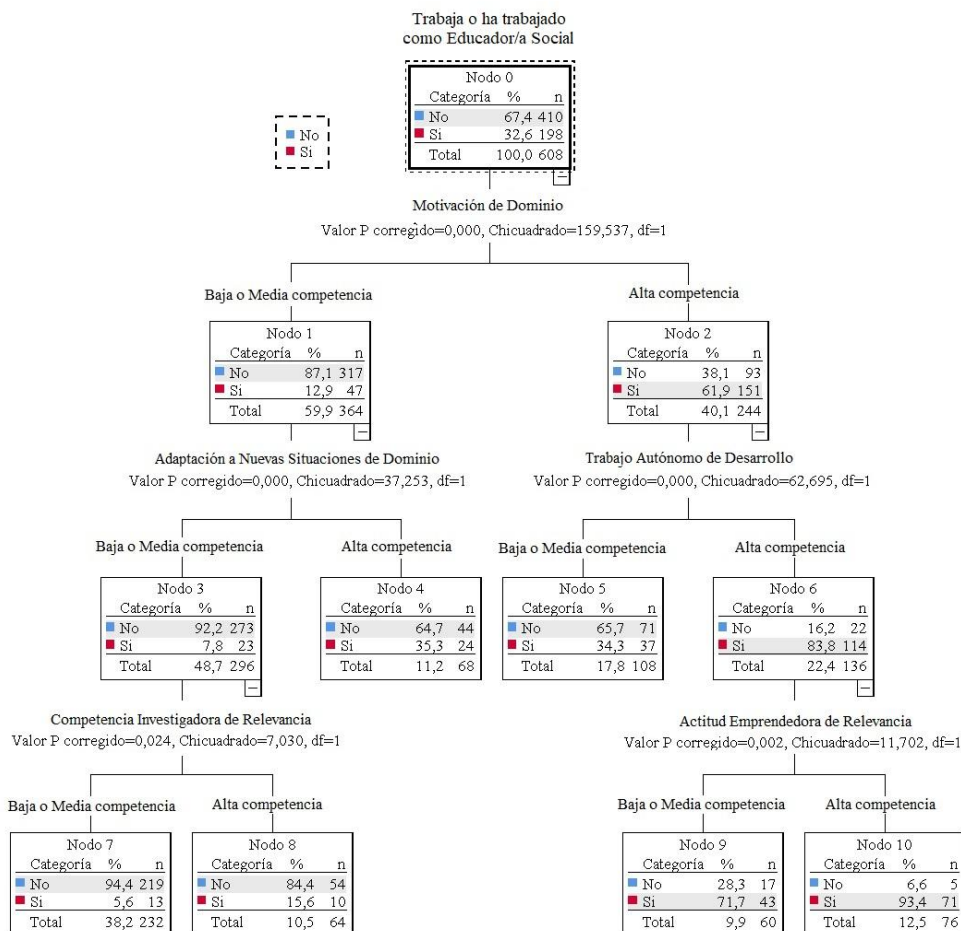 Trabaja o ha trabajado
como Educador/a Social
Nodo 0
Categoría % n
No 67,4 410
Si 32,6 198
Total 100,0 608
No
Si
Motivación de Dominio
Valor P corregido=0,000, Chicuadrado=159,537, df=1
Baja o Media competencia
Alta competencia
Nodo 1
Categoría % n
No 87,1 317
Si 12,9 47
Total 59,9 364
Nodo 2
Categoría % n
No 38,1 93
Si 61,9 151
Total 40,1 244
Adaptación a Nuevas Situaciones de Dominio
Valor P corregido=0,000, Chicuadrado=37,253, df=1
Trabajo Autónomo de Desarrollo
Valor P corregido=0,000, Chicuadrado=62,695, df=1
Baja o Media competencia
Alta competencia
Baja o Media competencia
Alta competencia
Nodo 3
Categoría % n
No 92,2 273
Si 7,8 23
Total 48,7 296
Nodo 4
Categoría % n
No 64,7 44
Si 35,3 24
Total 11,2 68
Nodo 5
Categoría % n
No 65,7 71
Si 34,3 37
Total 17,8 108
Nodo 6
Categoría % n
No 16,2 22
Si 83,8 114
Total 22,4 136
Competencia Investigadora de Relevancia
Valor P corregido=0,024, Chicuadrado=7,030, df=1
Actitud Emprendedora de Relevancia
Valor P corregido=0,002, Chicuadrado=11,702, df=1
Baja o Media competencia
Alta competencia
Baja o Media competencia
Alta competencia
Nodo 7
Categoría % n
No 94,4 219
Si 5,6 13
Total 38,2 232
Nodo 8
Categoría % n
No 84,4 54
Si 15,6 10
Total 10,5 64
Nodo 9
Categoría % n
No 28,3 17
Si 71,7 43
Total 9,9 60
Nodo 10
Categoría % n
No 6,6 5
Si 93,4 71
Total 12,5 76